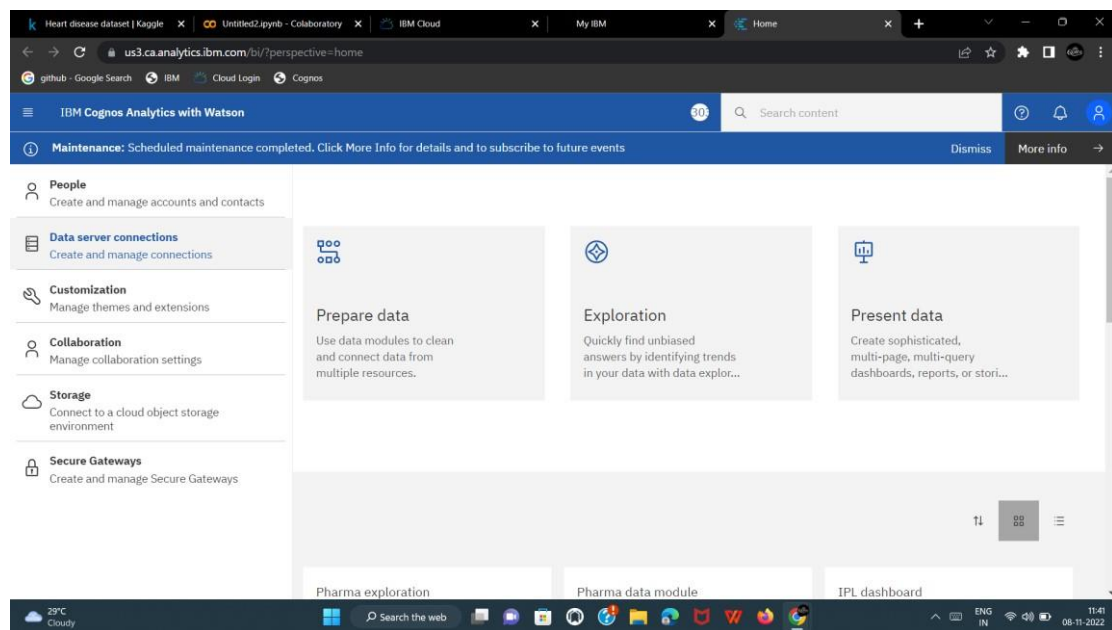 Heart disease dataset | Kaggle
Untitled2.ipynb - Colaboratory
IBM Cloud
My IBM
Home
us3.ca.analytics.ibm.com/bi/?perspective=home
github - Google Search
IBM
Cloud Login
Cognos
IBM Cognos Analytics with Watson
Search content
Maintenance: Scheduled maintenance completed. Click More Info for details and to subscribe to future events
Dismiss
More info
People
Create and manage accounts and contacts
Data server connections
Create and manage connections
Customization
Manage themes and extensions
Collaboration
Manage collaboration settings
Storage
Connect to a cloud object storage
environment
Secure Gateways
Create and manage Secure Gateways
Prepare data
Use data modules to clean
and connect data from
multiple resources.
Exploration
Quickly find unbiased
answers by identifying trends
in your data with data explor...
Present data
Create sophisticated,
multi-page, multi-query
dashboards, reports, or stori...
Pharma exploration
Pharma data module
IPL dashboard
29°C
Cloudy
Search the web
ENG
IN
11:41
08-11-2022